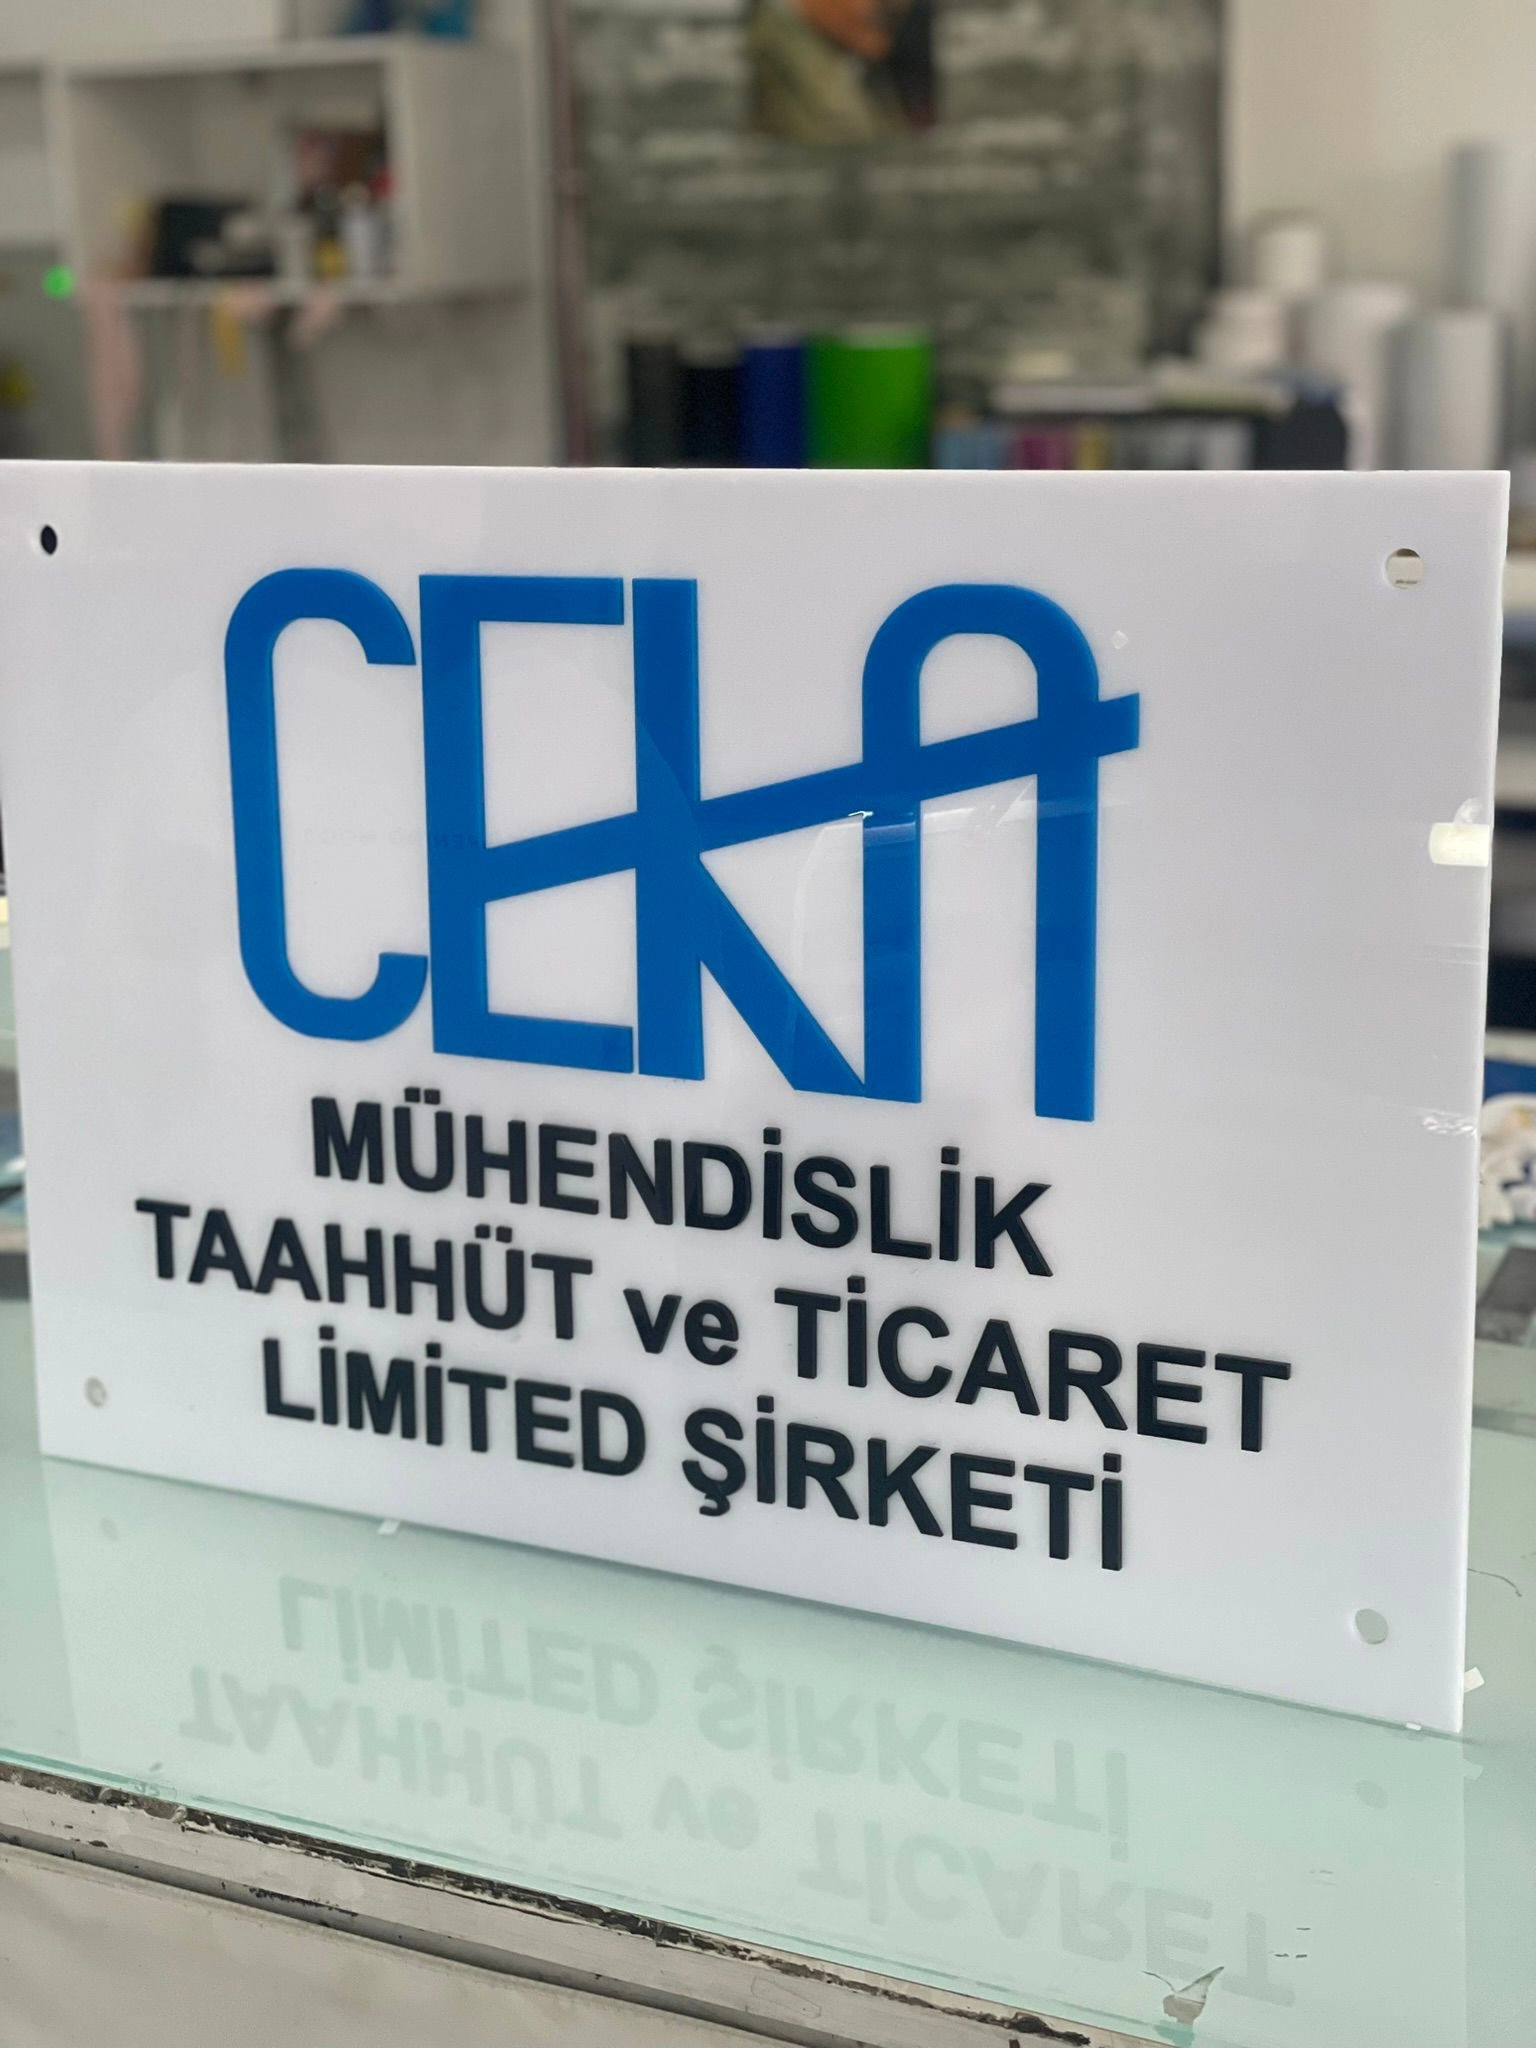 CEKA
MÜHENDİSLİK
TAAHHÜT ve TİCARET
LİMİTED ŞİRKETİ